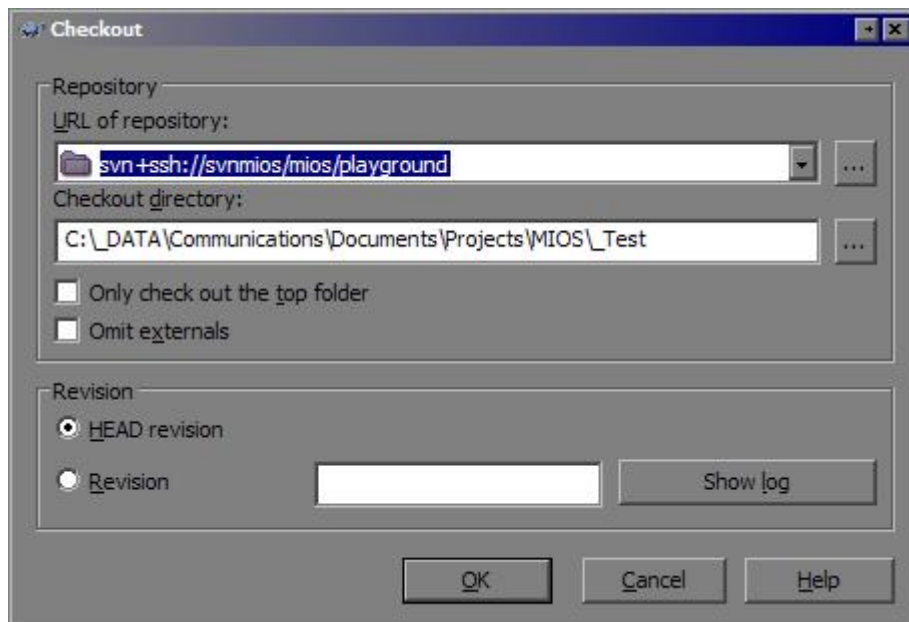 Checkout
Repository
URL of repository:
svn+ssh://svnmios/mios/playground
...
Checkout directory:
C:\_DATA\Communications\Documents\Projects\MIOS\_Test
...
Only check out the top folder
Omit externals
Revision
HEAD revision
Revision
Show log
OK Cancel Help